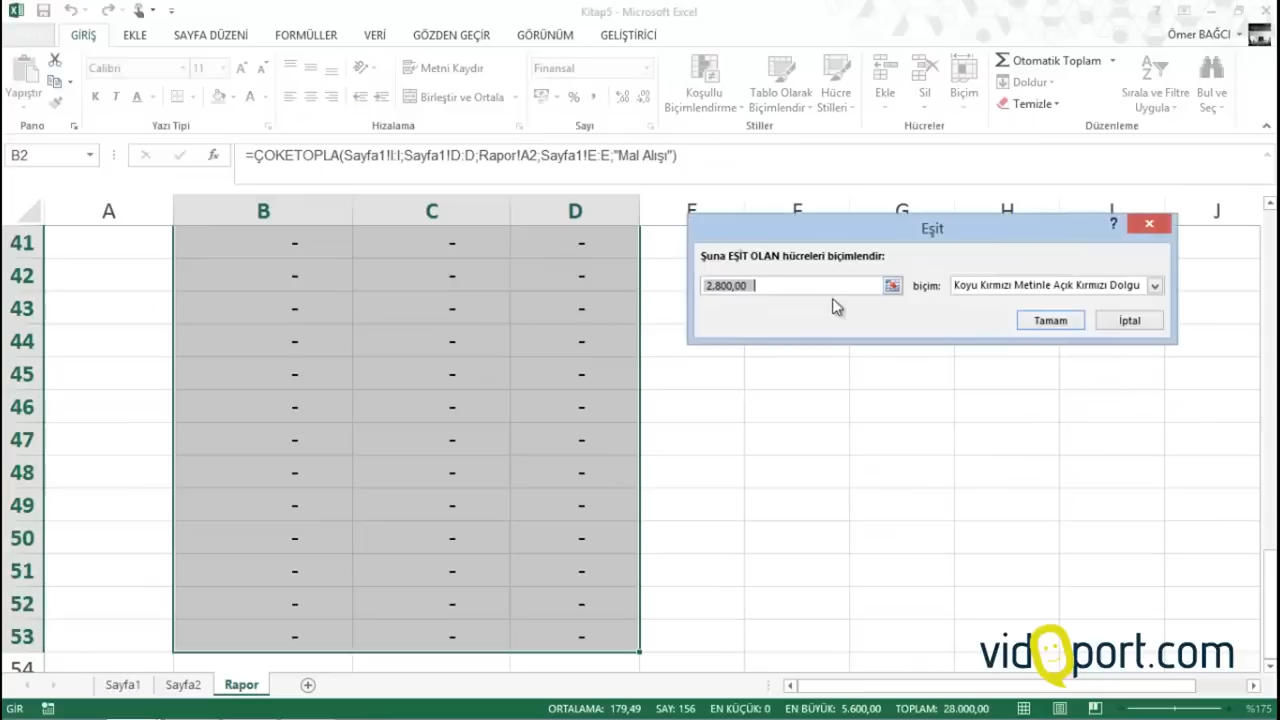 Kitap5 - Microsoft Excel
GİRİŞ EKLE SAYFA DÜZENİ FORMÜLLER VERİ GÖZDEN GEÇİR GÖRÜNÜM GELİŞTİRİCİ Ömer BAĞCI
Yapıştır
Calibri 11
K T A
Metni Kaydır
Birleştir ve Ortala
Finansal
Koşullu Biçimlendirme
Tablo Olarak Biçimlendir
Hücre Stilleri
Ekle Sil Biçim
Otomatik Toplam
Doldur
Temizle
Sırala ve Filtre Uygula
Bul ve Seç
Pano Yazı Tipi Hizalama Sayı Stiller Hücreler Düzenleme
B2 fx =ÇOKETOPLA(Sayfa1!I:I;Sayfa1!D:D;Rapor!A2;Sayfa1!E:E;"Mal Alışı")
A B C D E F G H I J
Eşit
?
Şuna EŞİT OLAN hücreleri biçimlendir:
2.800,00 biçim: Koyu Kırmızı Metinle Açık Kırmızı Dolgu
Tamam İptal
41 - - -
42 - - -
43 - - -
44 - - -
45 - - -
46 - - -
47 - - -
48 - - -
49 - - -
50 - - -
51 - - -
52 - - -
53 - - -
54
vidoport.com
Sayfa1 Sayfa2 Rapor
GİR ORTALAMA: 179,49 SAY: 156 EN KÜÇÜK: 0 EN BÜYÜK: 5.600,00 TOPLAM: 28.000,00 %175